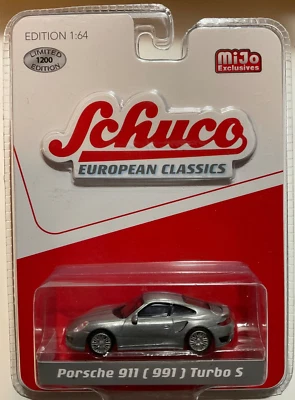 EDITION 1:64
LIMITED
1200
EDITION
MiJo
Exclusives
Schuco
EUROPEAN CLASSICS
Porsche 911 ( 991 ) Turbo S